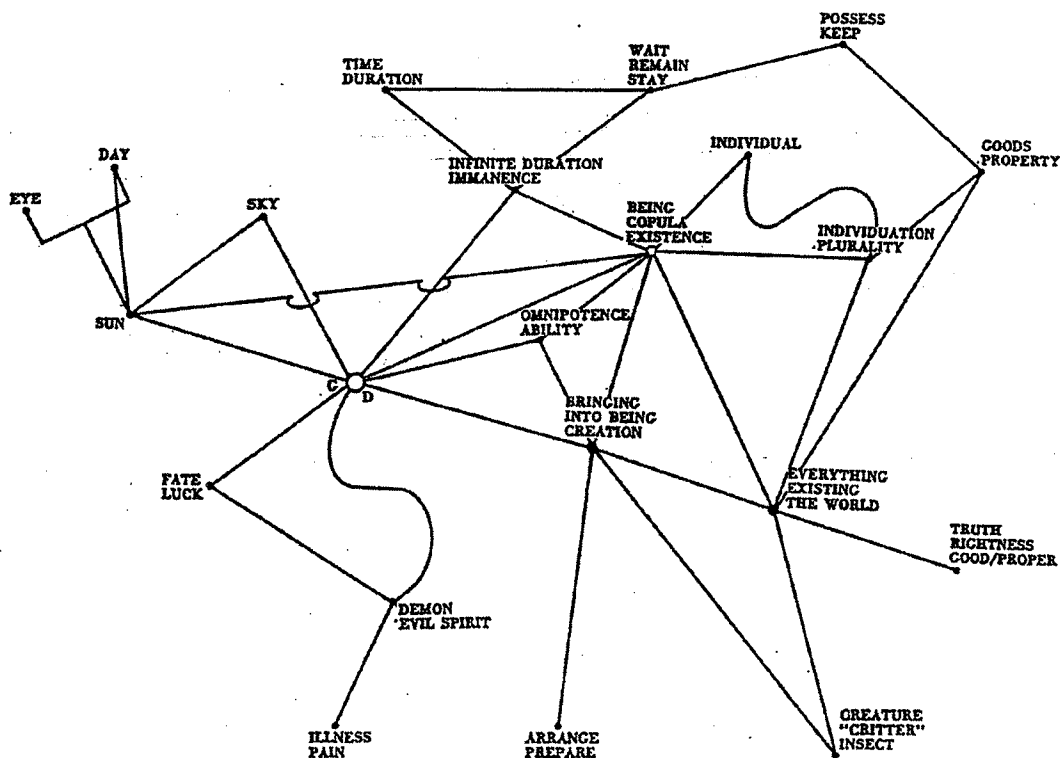 POSSESS
KEEP
WAIT
REMAIN
STAY
TIME
DURATION
INDIVIDUAL
GOODS
PROPERTY
DAY
INFINITE DURATION
IMMANENCE
EYE
SKY
BEING
COPULA
EXISTENCE
INDIVIDUATION
PLURALITY
SUN
OMNIPOTENCE
ABILITY
G D
BRINGING
INTO BEING
CREATION
FATE
LUCK
EVERYTHING
EXISTING
THE WORLD
TRUTH
RIGHTNESS
GOOD/PROPER
DEMON
EVIL SPIRIT
ILLNESS
PAIN
ARRANGE
PREPARE
CREATURE
"CRITTER"
INSECT